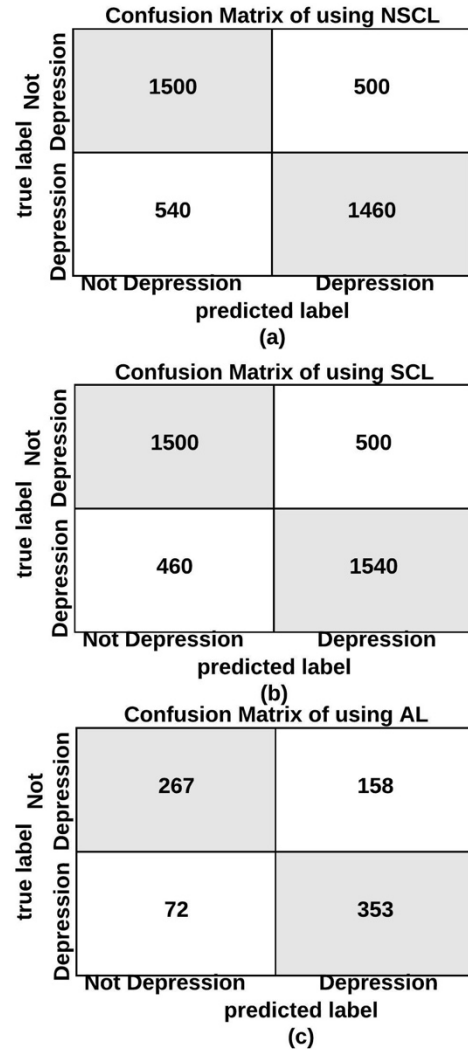 Confusion Matrix of using NSCL
true label
Not
Depression
1500 500
Depression
540 1460
Not Depression Depression
predicted label
(a)
Confusion Matrix of using SCL
true label
Not
Depression
1500 500
Depression
460 1540
Not Depression Depression
predicted label
(b)
Confusion Matrix of using AL
true label
Not
Depression
267 158
Depression
72 353
Not Depression Depression
predicted label
(c)